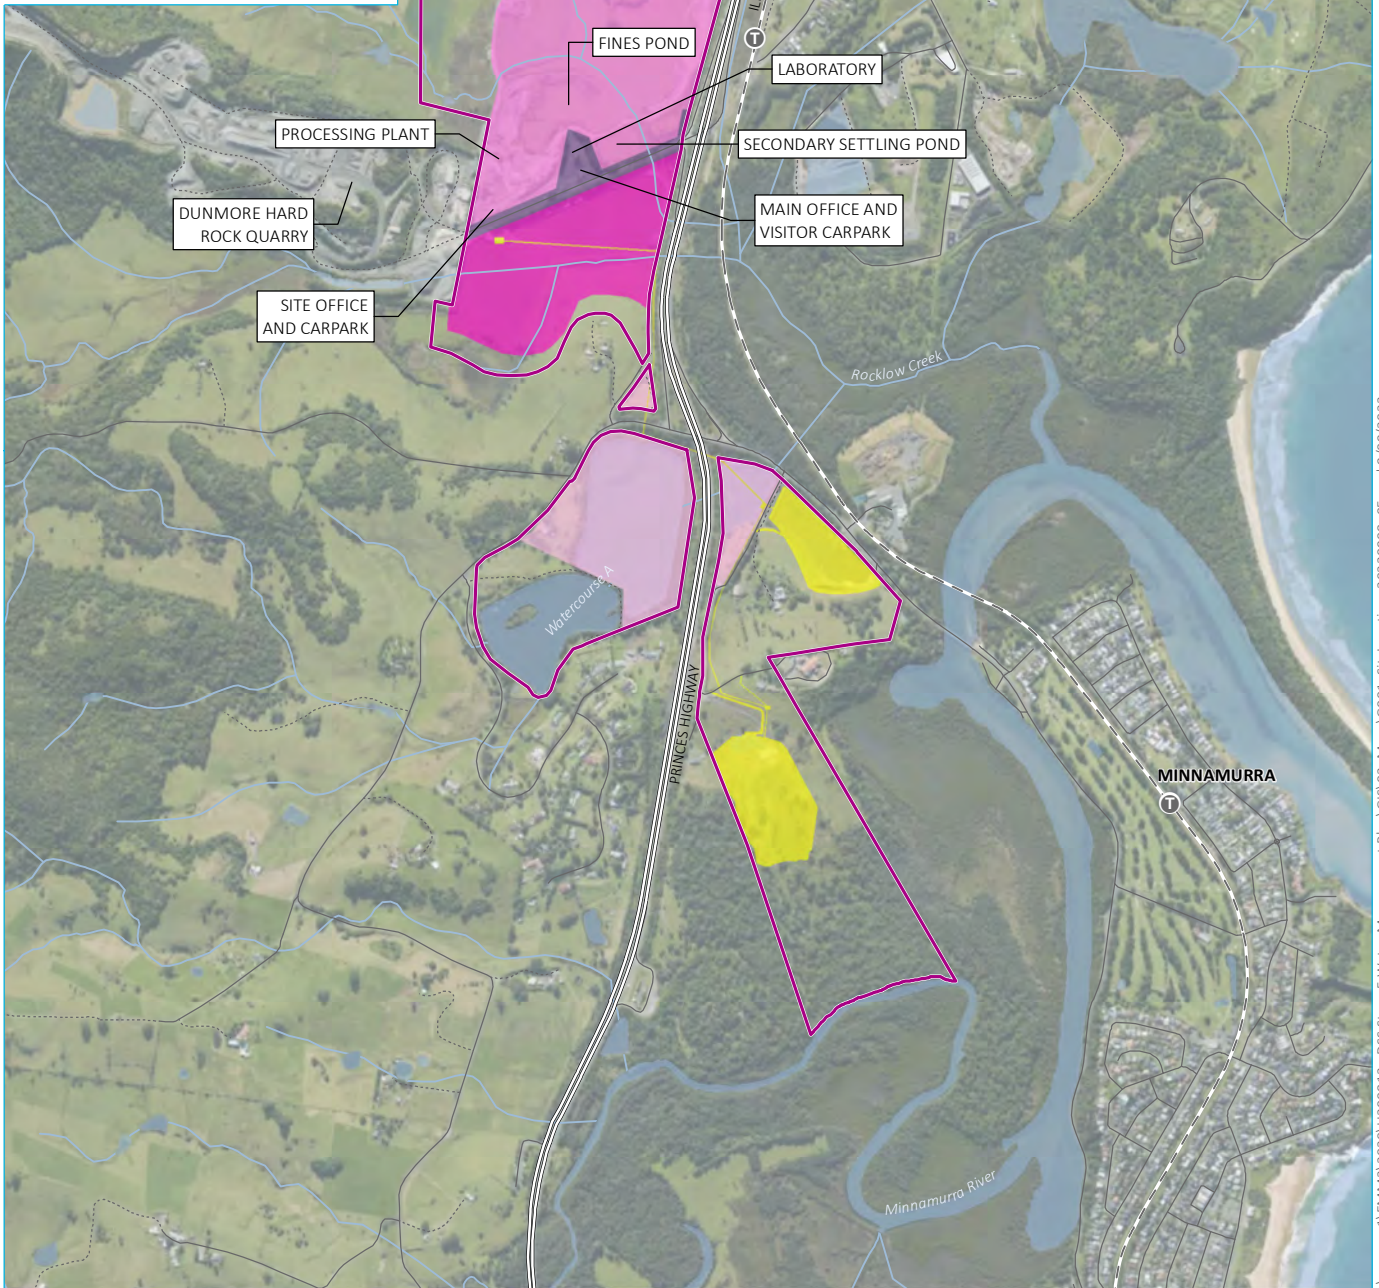 FINES POND
LABORATORY
PROCESSING PLANT
SECONDARY SETTLING POND
DUNMORE HARD
ROCK QUARRY
MAIN OFFICE AND
VISITOR CARPARK
SITE OFFICE
AND CARPARK
Rocklow Creek
Watercourse A
PRINCES HIGHWAY
MINNAMURRA
Minnamurra River
T
T